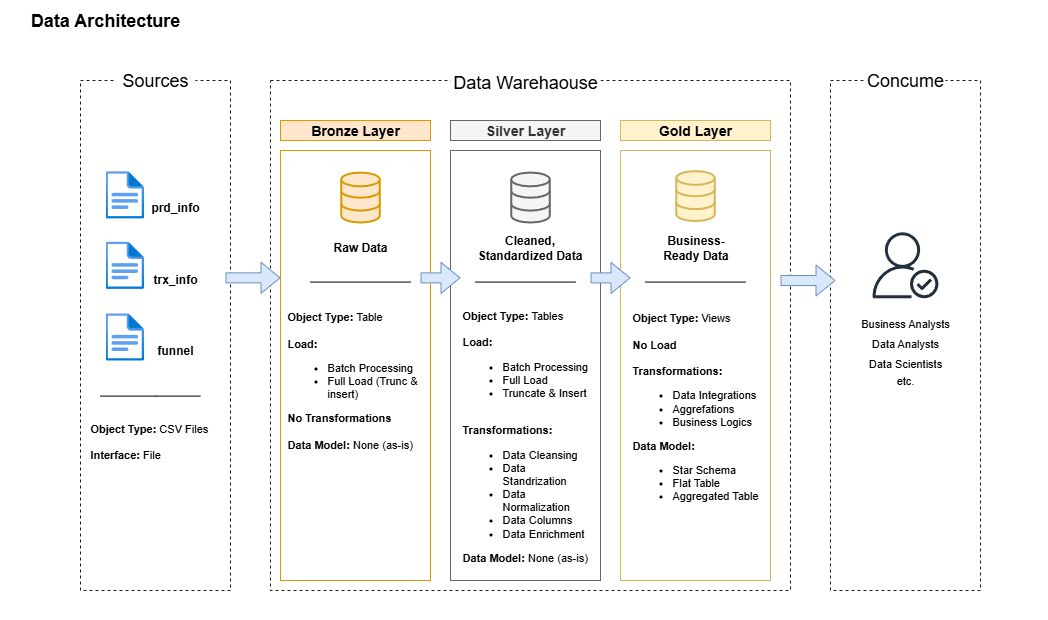 Data Architecture
Sources
prd_info
trx_info
funnel
Object Type: CSV Files
Interface: File
Data Warehaouse
Bronze Layer
Raw Data
Object Type: Table
Load:
• Batch Processing
• Full Load (Trunc &
insert)
No Transformations
Data Model: None (as-is)
Silver Layer
Cleaned,
Standardized Data
Object Type: Tables
Load:
• Batch Processing
• Full Load
• Truncate & Insert
Transformations:
• Data Cleansing
• Data
Standrization
• Data
Normalization
• Data Columns
• Data Enrichment
Data Model: None (as-is)
Gold Layer
Business-
Ready Data
Object Type: Views
No Load
Transformations:
• Data Integrations
• Aggrefations
• Business Logics
Data Model:
• Star Schema
• Flat Table
• Aggregated Table
Concume
Business Analysts
Data Analysts
Data Scientists
etc.